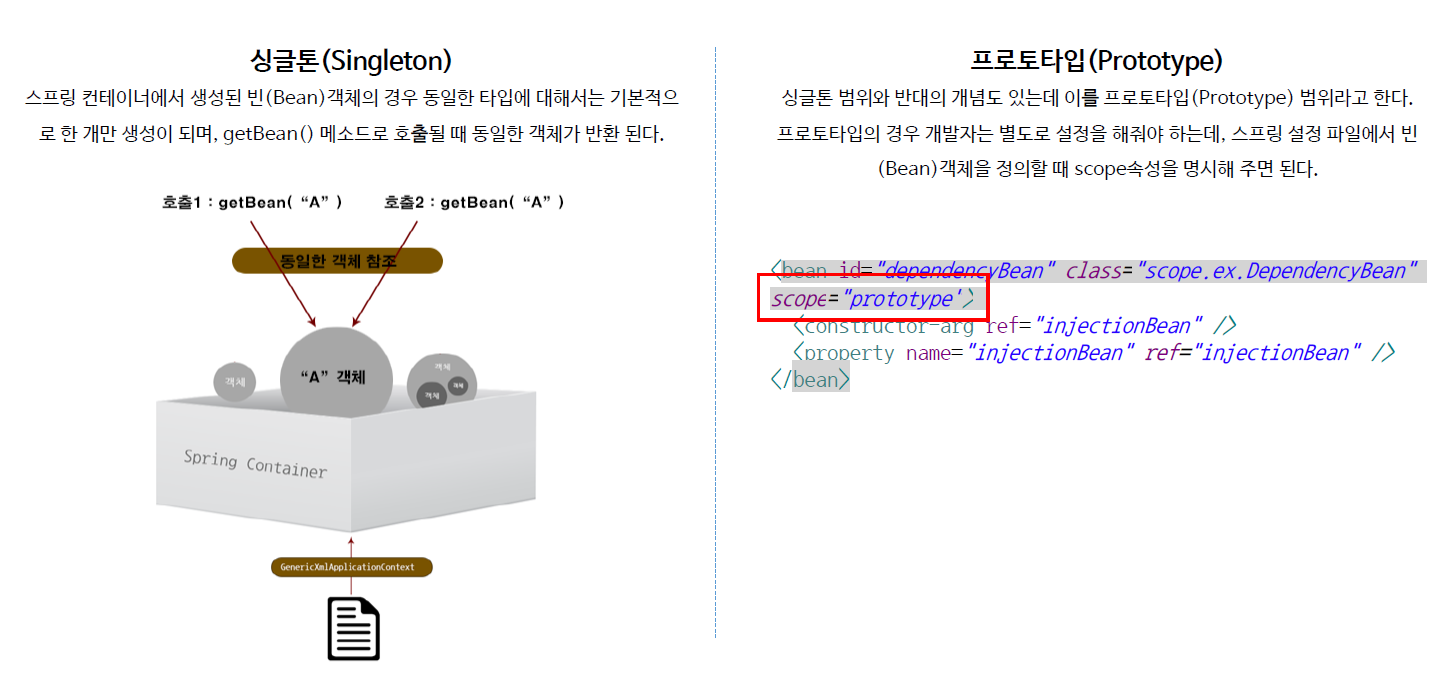 싱글톤(Singleton)
스프링 컨테이너에서 생성된 빈(Bean)객체의 경우 동일한 타입에 대해서는 기본적으
로 한 개만 생성이 되며, getBean() 메소드로 호출될 때 동일한 객체가 반환 된다.
호출1 : getBean( “A” )
호출2 : getBean( “A” )
동일한 객체 참조
객체
“A” 객체
객체
객체
객체
Spring Container
GenericXmlApplicationContext
프로토타입(Prototype)
싱글톤 범위와 반대의 개념도 있는데 이를 프로토타입(Prototype) 범위라고 한다.
프로토타입의 경우 개발자는 별도로 설정을 해줘야 하는데, 스프링 설정 파일에서 빈
(Bean)객체을 정의할 때 scope속성을 명시해 주면 된다.
<bean id="dependencyBean" class="scope.ex.DependencyBean"
scope="prototype">
<constructor-arg ref="injectionBean" />
<property name="injectionBean" ref="injectionBean" />
</bean>